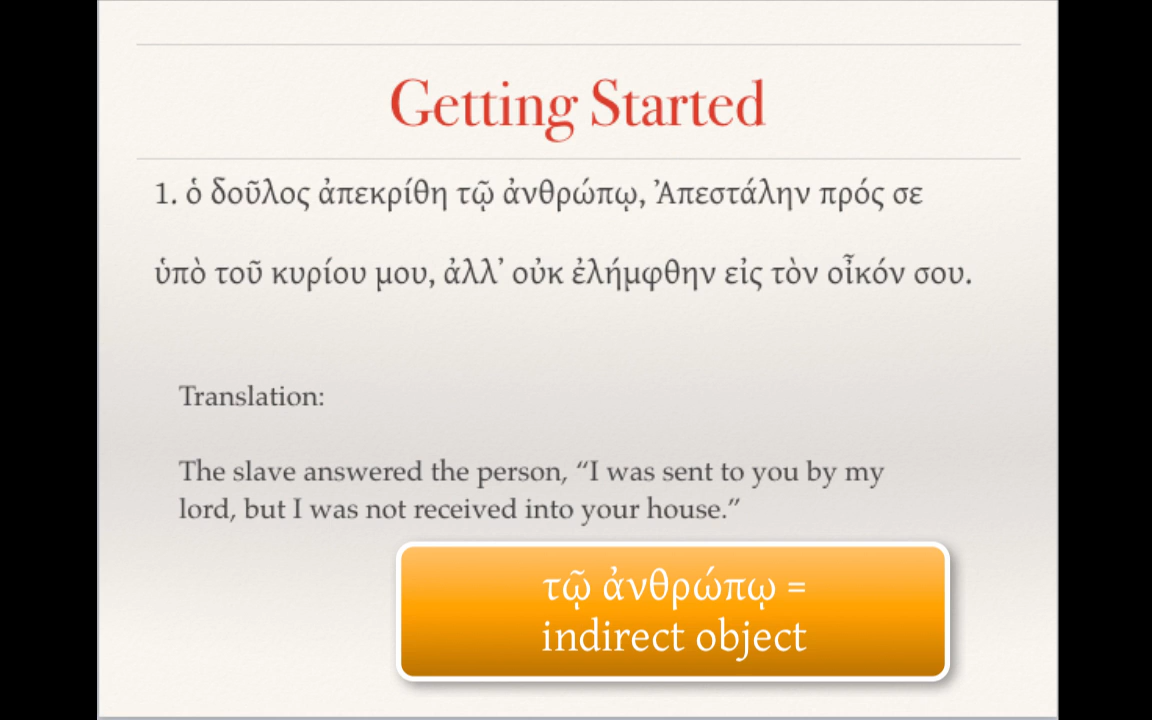 Getting Started
1. ὁ δοῦλος ἀπεκρίθη τῷ ἀνθρώπῳ, Ἀπεστάλην πρός σε
ὑπὸ τοῦ κυρίου μου, ἀλλ’ οὐκ ἐλήμφθην εἰς τὸν οἶκόν σου.
Translation:
The slave answered the person, “I was sent to you by my
lord, but I was not received into your house.”
τῷ ἀνθρώπῳ =
indirect object